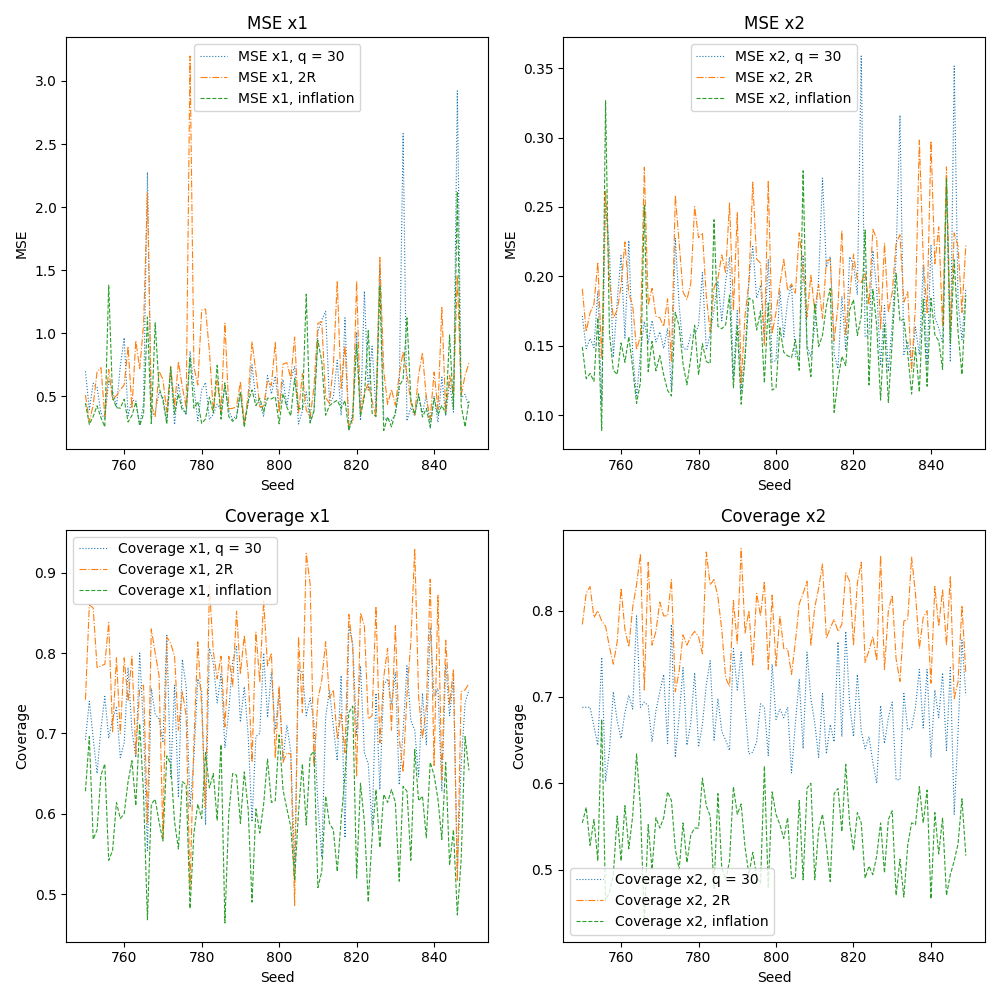 MSE x1
MSE x1, q = 30
MSE x1, 2R
MSE x1, inflation
3.0
2.5
2.0
1.5
1.0
0.5
MSE
760 780 800 820 840
Seed
MSE x2
MSE x2, q = 30
MSE x2, 2R
MSE x2, inflation
0.35
0.30
0.25
0.20
0.15
0.10
MSE
760 780 800 820 840
Seed
Coverage x1
Coverage x1, q = 30
Coverage x1, 2R
Coverage x1, inflation
0.9
0.8
0.7
0.6
0.5
Coverage
760 780 800 820 840
Seed
Coverage x2
0.8
0.7
0.6
0.5
Coverage
Coverage x2, q = 30
Coverage x2, 2R
Coverage x2, inflation
760 780 800 820 840
Seed